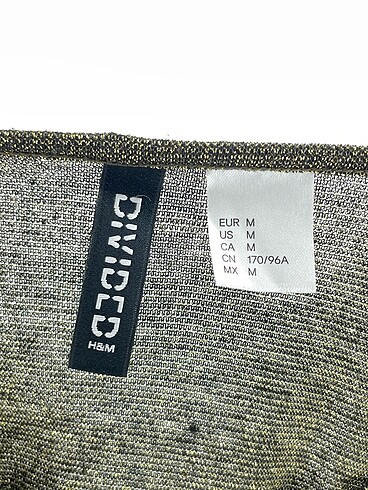 DIVIDED
H&M
EUR M
US M
CA M
CN 170/96A
MX M